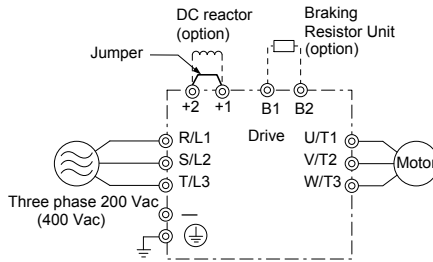 DC reactor
(option)
Braking
Resistor Unit
(option)
Jumper
+2
+1
B1
B2
R/L1
Drive
U/T1
S/L2
V/T2
Motor
T/L3
W/T3
Three phase 200 Vac
(400 Vac)
–